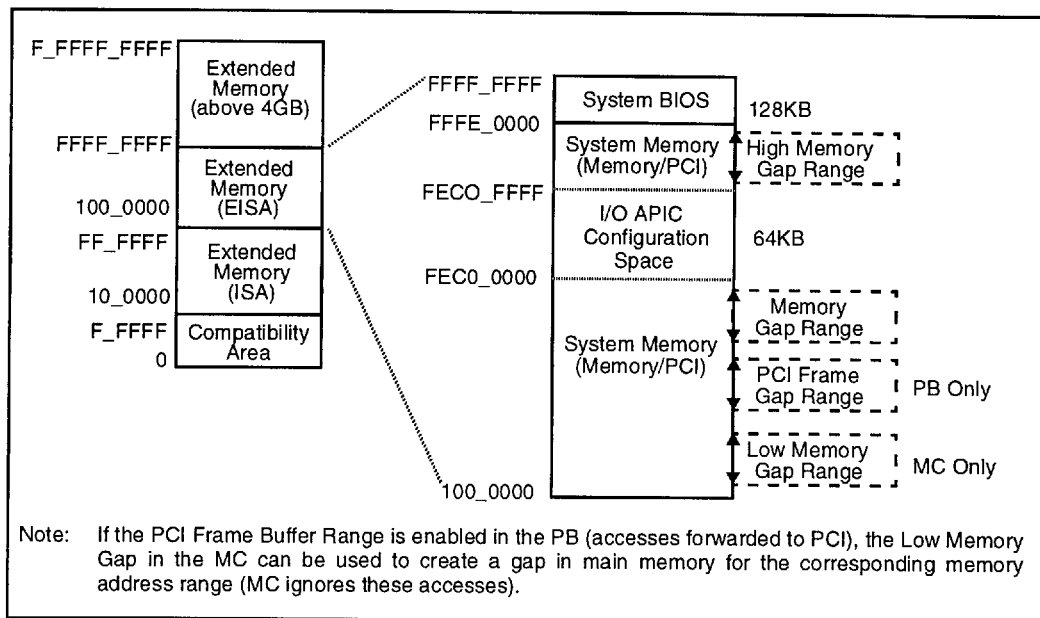 F_FFFF_FFFF
Extended
Memory
(above 4GB)
FFFF_FFFF
Extended
Memory
(EISA)
100_0000
FF_FFFF
Extended
Memory
(ISA)
10_0000
F_FFFF
Compatibility
Area
0
FFFF_FFFF
System BIOS
128KB
FFFE_0000
System Memory
(Memory/PCI)
High Memory
Gap Range
FECO_FFFF
I/O APIC
Configuration
Space
64KB
FEC0_0000
System Memory
(Memory/PCI)
Memory
Gap Range
PCI Frame
Gap Range
PB Only
Low Memory
Gap Range
MC Only
100_0000
Note: If the PCI Frame Buffer Range is enabled in the PB (accesses forwarded to PCI), the Low Memory
Gap in the MC can be used to create a gap in main memory for the corresponding memory
address range (MC ignores these accesses).